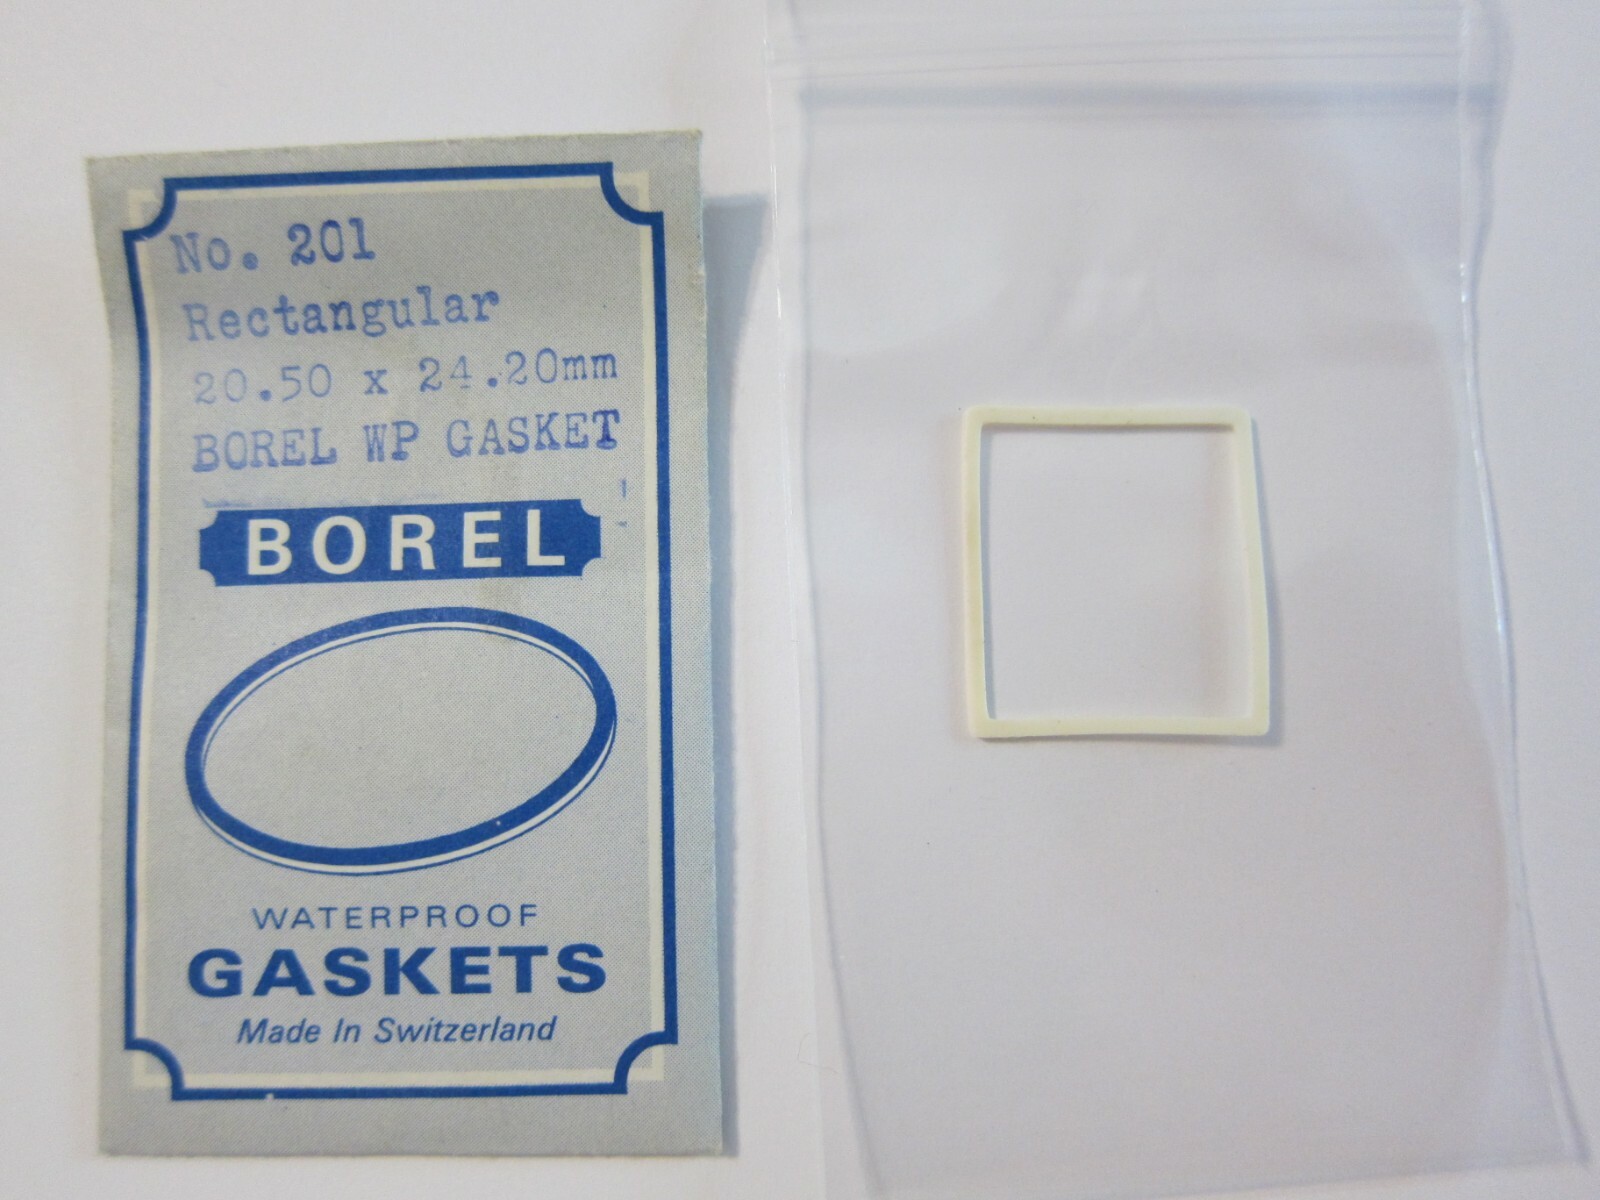 No. 201
Rectangular
20.50 x 24.20mm
BOREL WP GASKET
BOREL
WATERPROOF
GASKETS
Made In Switzerland